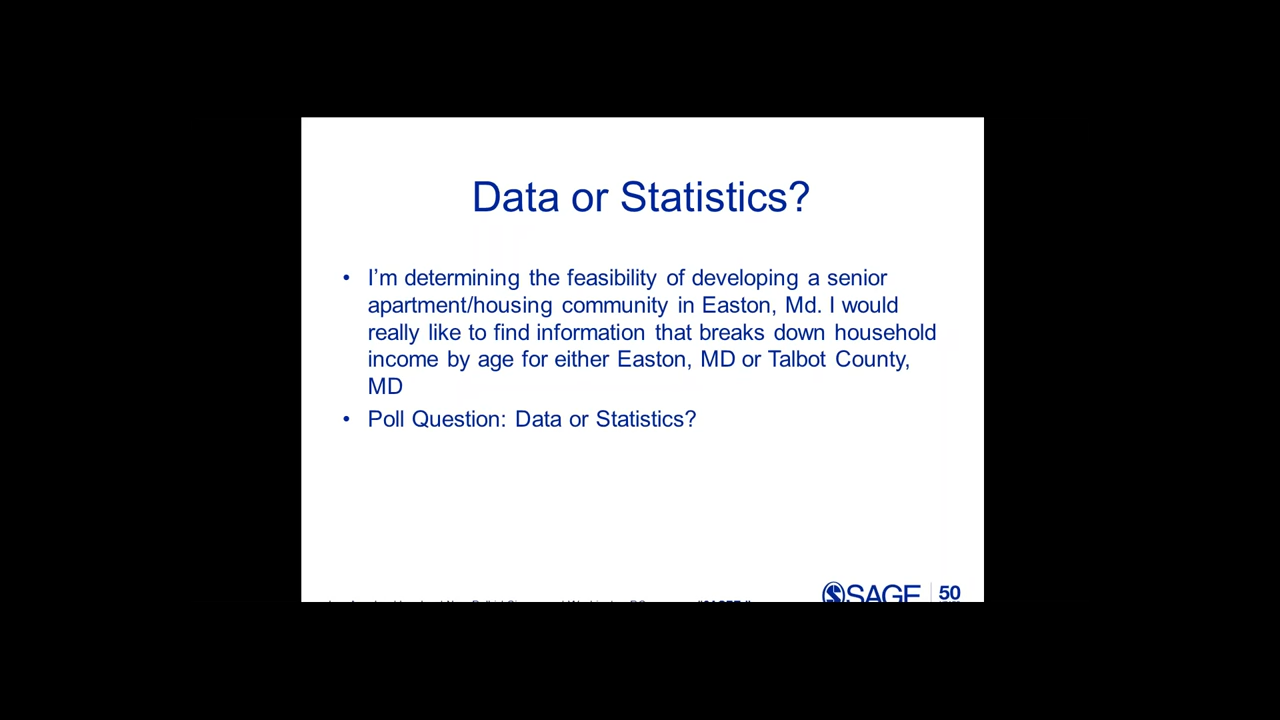 Data or Statistics?
• I’m determining the feasibility of developing a senior
apartment/housing community in Easton, Md. I would
really like to find information that breaks down household
income by age for either Easton, MD or Talbot County,
MD
• Poll Question: Data or Statistics?
SAGE 50